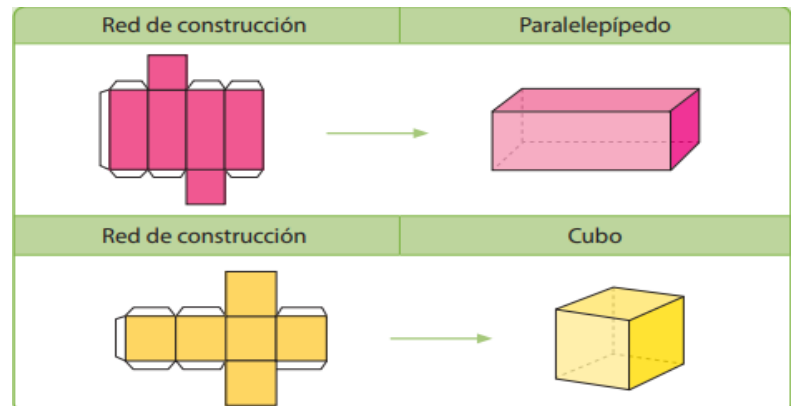 Red de construcción
Paralelepípedo
Red de construcción
Cubo